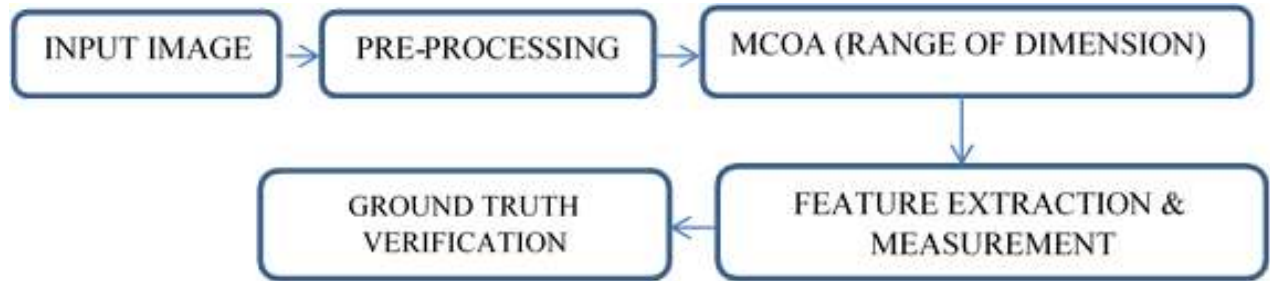 INPUT IMAGE
PRE-PROCESSING
MCOA (RANGE OF DIMENSION)
FEATURE EXTRACTION &
MEASUREMENT
GROUND TRUTH
VERIFICATION